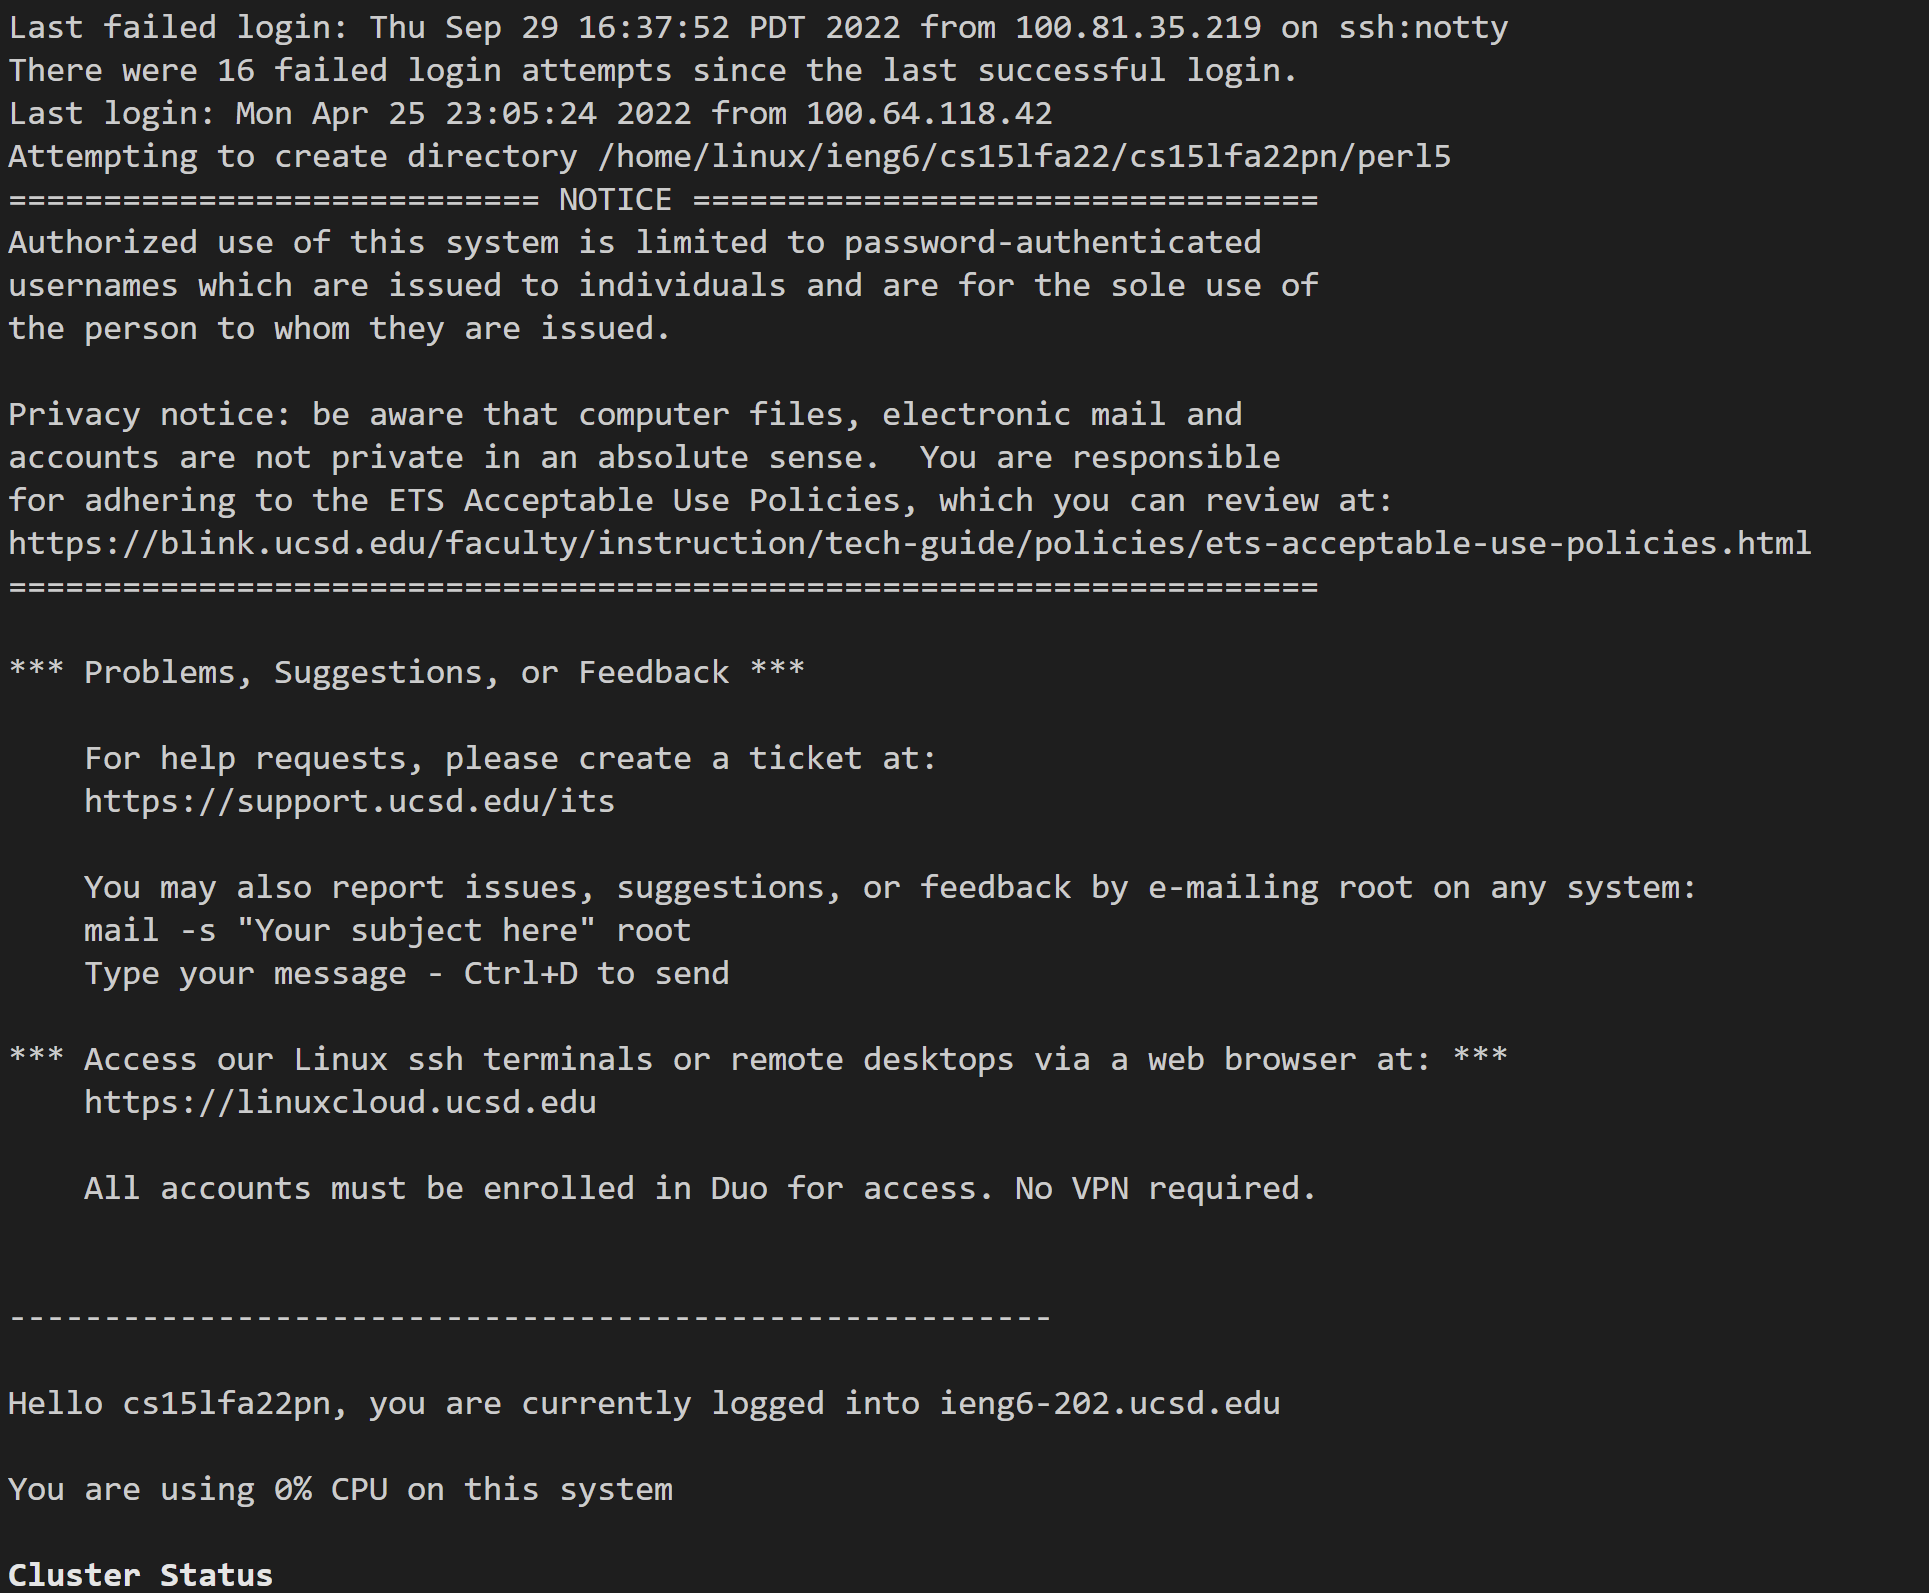 Last failed login: Thu Sep 29 16:37:52 PDT 2022 from 100.81.35.219 on ssh:notty
There were 16 failed login attempts since the last successful login.
Last login: Mon Apr 25 23:05:24 2022 from 100.64.118.42
Attempting to create directory /home/linux/ieng6/cs15lfa22/cs15lfa22pn/perl5
============================ NOTICE =================================
Authorized use of this system is limited to password-authenticated
usernames which are issued to individuals and are for the sole use of
the person to whom they are issued.

Privacy notice: be aware that computer files, electronic mail and
accounts are not private in an absolute sense.  You are responsible
for adhering to the ETS Acceptable Use Policies, which you can review at:
https://blink.ucsd.edu/faculty/instruction/tech-guide/policies/ets-acceptable-use-policies.html
=====================================================================

*** Problems, Suggestions, or Feedback ***

    For help requests, please create a ticket at:
    https://support.ucsd.edu/its

    You may also report issues, suggestions, or feedback by e-mailing root on any system:
    mail -s "Your subject here" root
    Type your message - Ctrl+D to send

*** Access our Linux ssh terminals or remote desktops via a web browser at: ***
    https://linuxcloud.ucsd.edu

    All accounts must be enrolled in Duo for access. No VPN required.


-------------------------------------------------------

Hello cs15lfa22pn, you are currently logged into ieng6-202.ucsd.edu

You are using 0% CPU on this system

Cluster Status